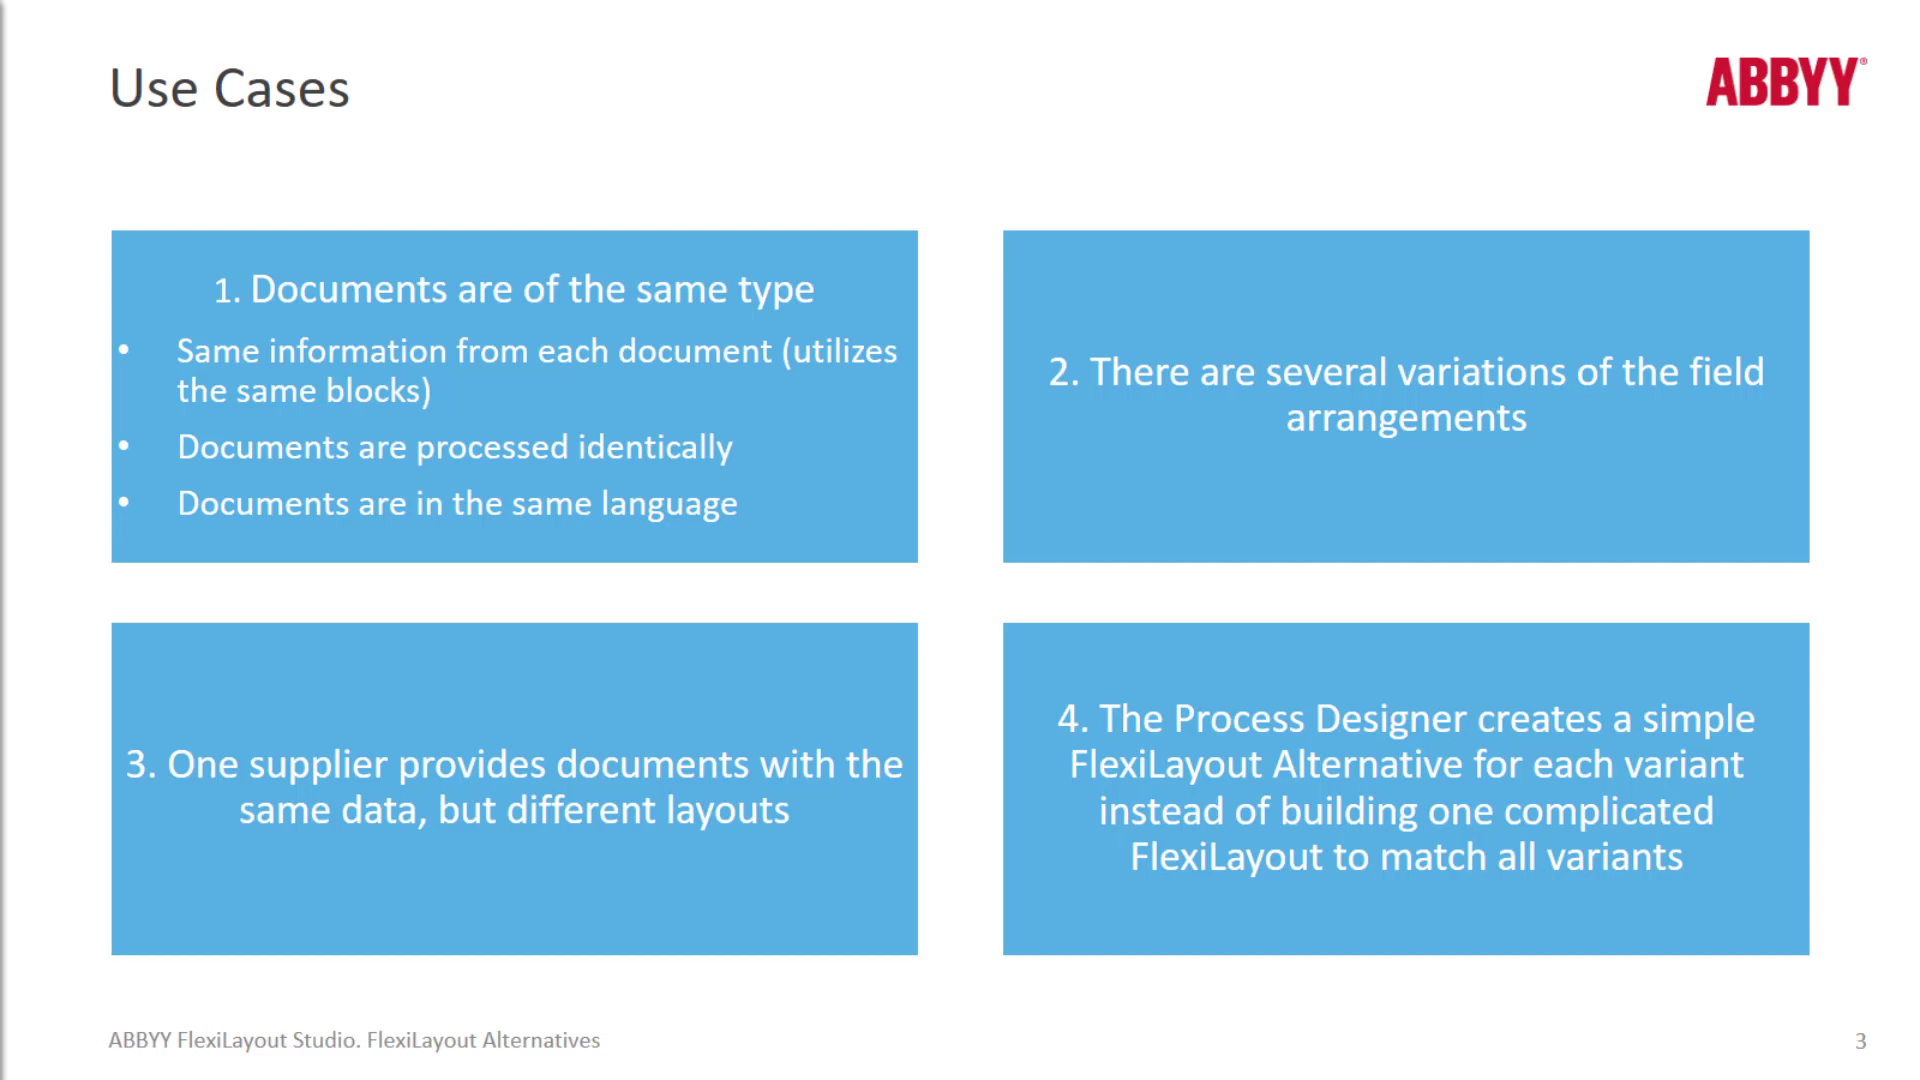 Use Cases
ABBYY®
1. Documents are of the same type
• Same information from each document (utilizes
the same blocks)
• Documents are processed identically
• Documents are in the same language
2. There are several variations of the field
arrangements
3. One supplier provides documents with the
same data, but different layouts
4. The Process Designer creates a simple
FlexiLayout Alternative for each variant
instead of building one complicated
FlexiLayout to match all variants
ABBYY FlexiLayout Studio. FlexiLayout Alternatives
3